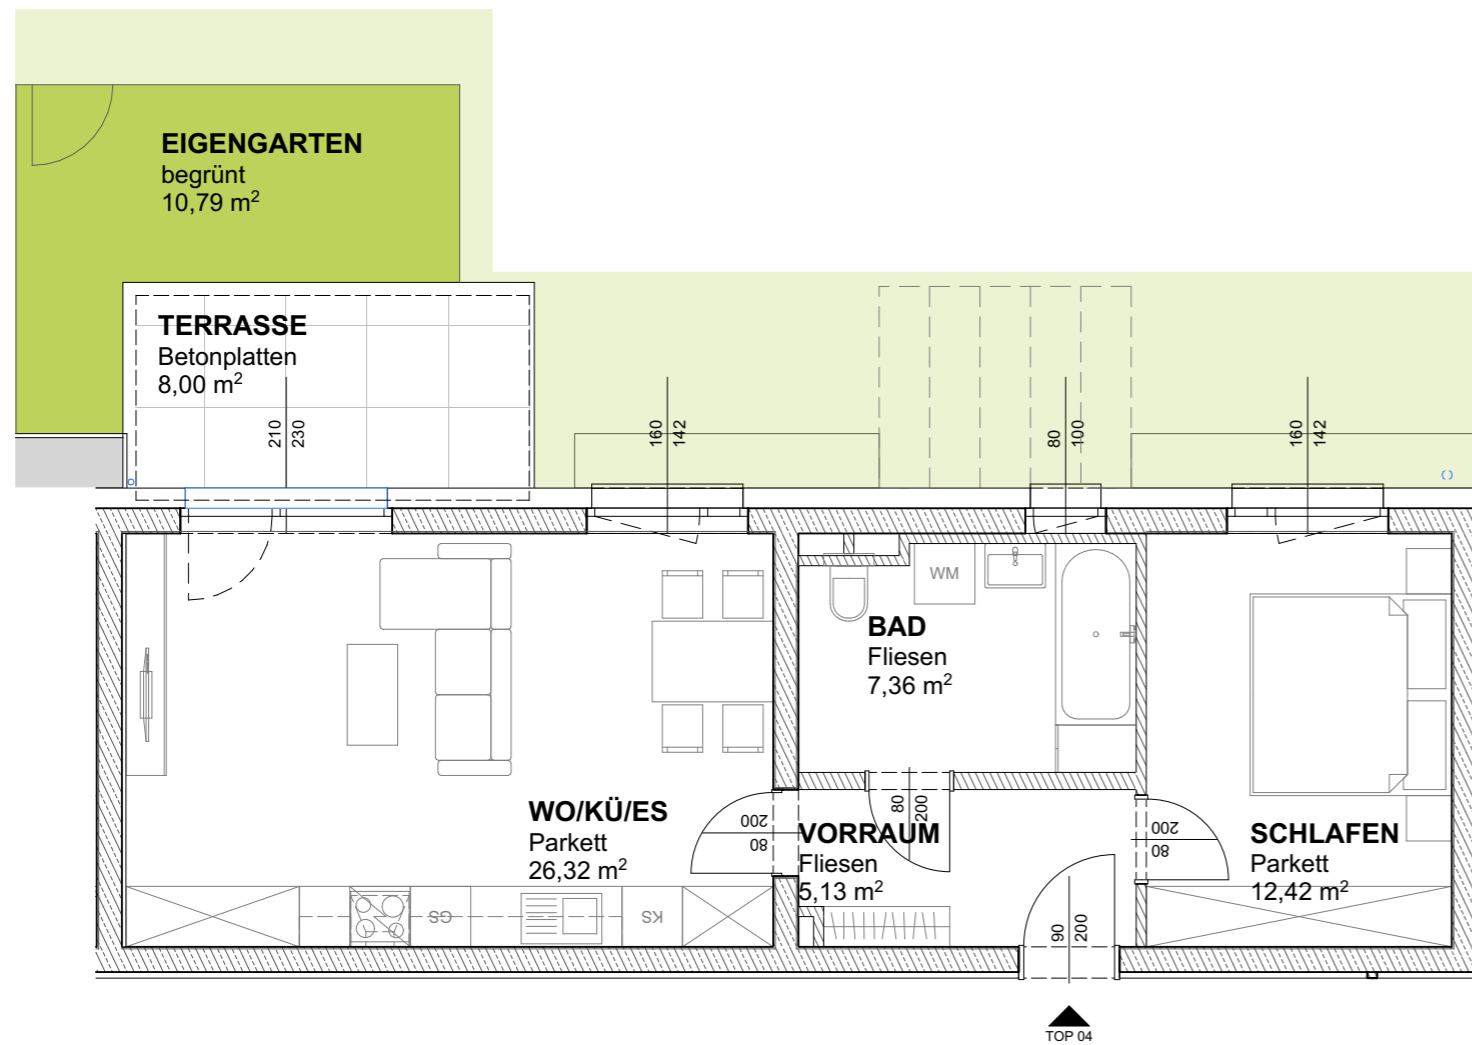 EIGENGARTEN
begrünt
10,79 m²
TERRASSE
Betonplatten
8,00 m²
210
230
160
142
80
100
160
142
WM
BAD
Fliesen
7,36 m²
WO/KÜ/ES
Parkett
26,32 m²
200
80
VORRAUM
Fliesen
5,13 m²
80
200
200
80
SCHLAFEN
Parkett
12,42 m²
GS
KS
90
200
TOP 04